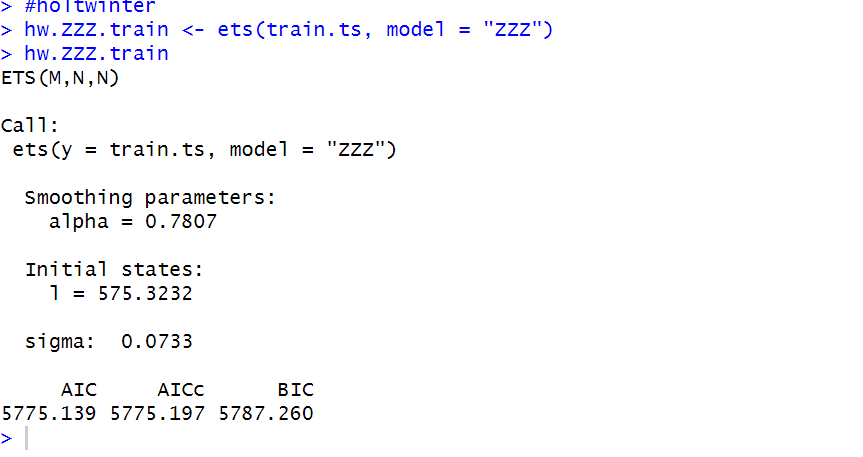 > #holtwinter
> hw.ZZZ.train <- ets(train.ts, model = "ZZZ")
> hw.ZZZ.train
ETS(M,N,N)
Call:
ets(y = train.ts, model = "ZZZ")
Smoothing parameters:
alpha = 0.7807
Initial states:
l = 575.3232
sigma:  0.0733
AIC     AICc      BIC
5775.139 5775.197 5787.260
>